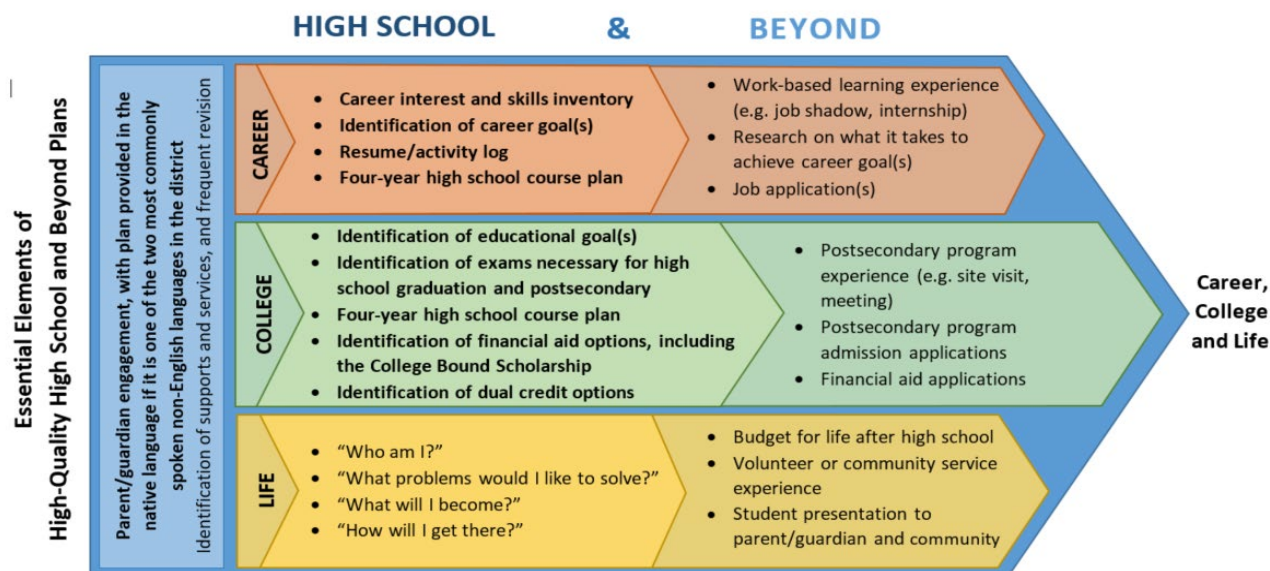 HIGH SCHOOL & BEYOND
Essential Elements of
High-Quality High School and Beyond Plans
Parent/guardian engagement, with plan provided in the
native language if it is one of the two most commonly
spoken non-English languages in the district
Identification of supports and services, and frequent revision
CAREER
• Career interest and skills inventory
• Identification of career goal(s)
• Resume/activity log
• Four-year high school course plan
• Work-based learning experience
(e.g. job shadow, internship)
• Research on what it takes to
achieve career goal(s)
• Job application(s)
COLLEGE
• Identification of educational goal(s)
• Identification of exams necessary for high
school graduation and postsecondary
• Four-year high school course plan
• Identification of financial aid options, including
the College Bound Scholarship
• Identification of dual credit options
• Postsecondary program
experience (e.g. site visit,
meeting)
• Postsecondary program
admission applications
• Financial aid applications
LIFE
• “Who am I?”
• “What problems would I like to solve?”
• “What will I become?”
• “How will I get there?”
• Budget for life after high school
• Volunteer or community service
experience
• Student presentation to
parent/guardian and community
Career,
College
and Life